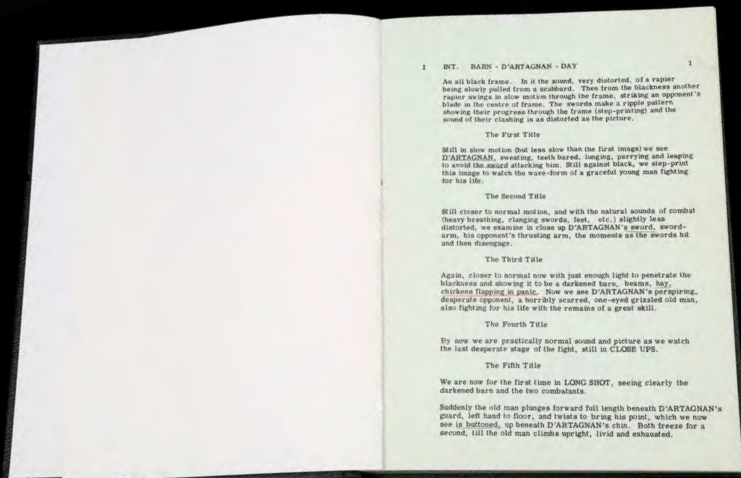 1 INT. BARN - D'ARTAGNAN - DAY 1
An all black frame. In it the sound, very distorted, of a rapier
being slowly pulled from a scabbard. Then from the blackness another
rapier swings in slow motion through the frame, striking an opponent's
blade in the centre of frame. The swords make a ripple pattern
showing their progress through the frame (step-printing) and the
sound of their clashing is as distorted as the picture.
The First Title
Still in slow motion (but less slow than the first image) we see
D'ARTAGNAN, sweating, teeth bared, lunging, parrying and leaping
to avoid the sword attacking him. Still against black, we step-print
this image to watch the wave-form of a graceful young man fighting
for his life.
The Second Title
Still closer to normal motion, and with the natural sounds of combat
(heavy breathing, clanging swords, feet, etc.) slightly less
distorted, we examine in close up D'ARTAGNAN's sword, sword-
arm, his opponent's thrusting arm, the moments as the swords hit
and then disengage.
The Third Title
Again, closer to normal now with just enough light to penetrate the
blackness and showing it to be a darkened barn, beams, hay,
chickens flapping in panic. Now we see D'ARTAGNAN's perspiring,
desperate opponent, a horribly scarred, one-eyed grizzled old man,
also fighting for his life with the remains of a great skill.
The Fourth Title
By now we are practically normal sound and picture as we watch
the last desperate stage of the fight, still in CLOSE UPS.
The Fifth Title
We are now for the first time in LONG SHOT, seeing clearly the
darkened barn and the two combatants.
Suddenly the old man plunges forward full length beneath D'ARTAGNAN's
guard, left hand to floor, and twists to bring his point, which we now
see is buttoned, up beneath D'ARTAGNAN's chin. Both freeze for a
second, till the old man climbs upright, livid and exhausted.